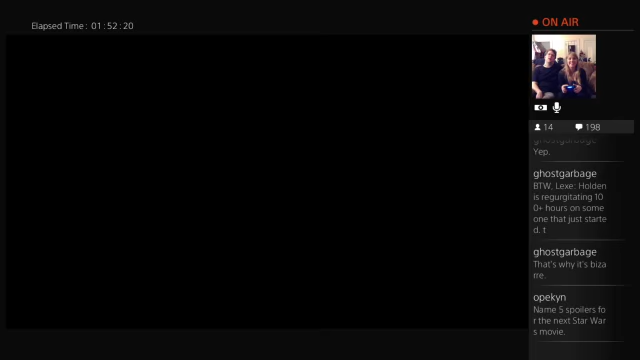 Elapsed Time : 01:52:20
ON AIR
14 198
ghostgarbage
Yep.
ghostgarbage
BTW, Lexe: Holden
is regurgitating 10
0+ hours on some
one that just starte
d. t
ghostgarbage
That's why it's biza
rre.
opekyn
Name 5 spoilers fo
r the next Star War
s movie.